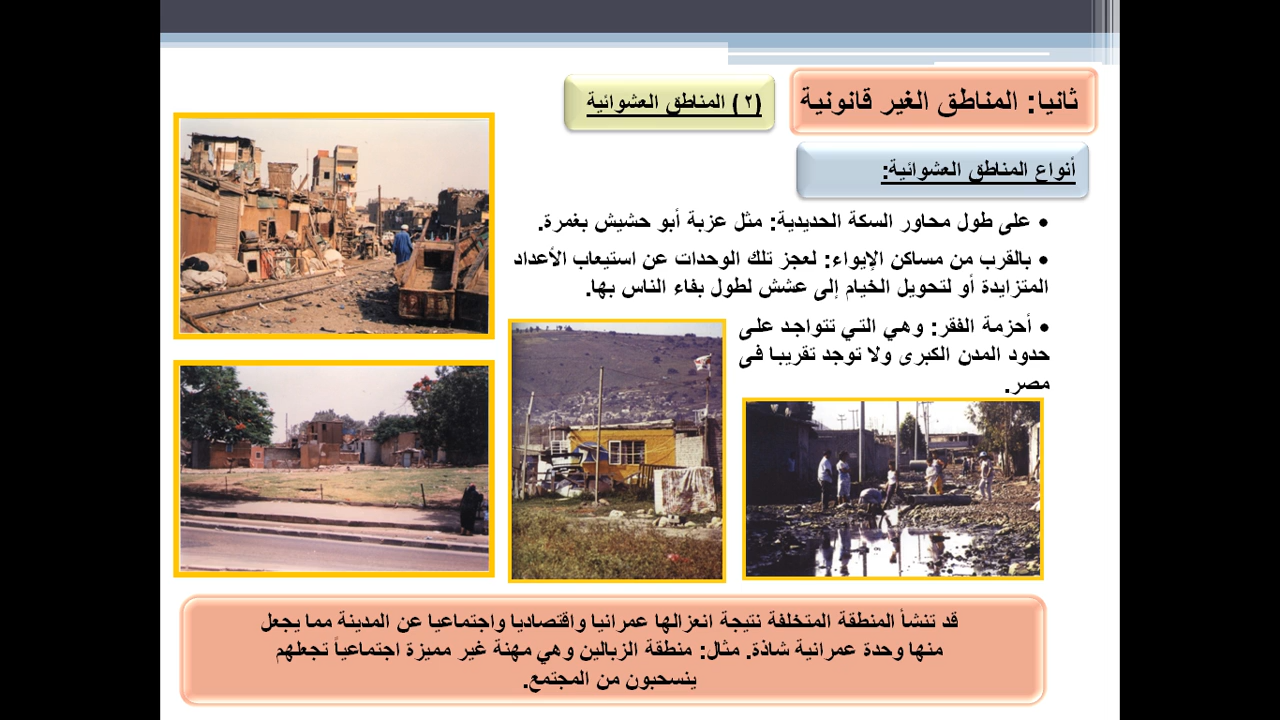 ثانيا: المناطق الغير قانونية
(٢) المناطق العشوائية
أنواع المناطق العشوائية:
• على طول محاور السكة الحديدية: مثل عزبة أبو حشيش بغمرة.
• بالقرب من مساكن الإيواء: لعجز تلك الوحدات عن استيعاب الأعداد
المتزايدة أو لتحويل الخيام إلى عشش لطول بفاء الناس بها.
• أحزمة الفقر: وهي التي تتواجد على
حدود المدن الكبرى ولا توجد تقريبا فى
مصر.
قد تنشأ المنطقة المتخلفة نتيجة انعزالها عمرانيا واقتصاديا واجتماعيا عن المدينة مما يجعل
منها وحدة عمرانية شاذة. مثال: منطقة الزبالين وهي مهنة غير مميزة اجتماعياً تجعلهم
ينسحبون من المجتمع.